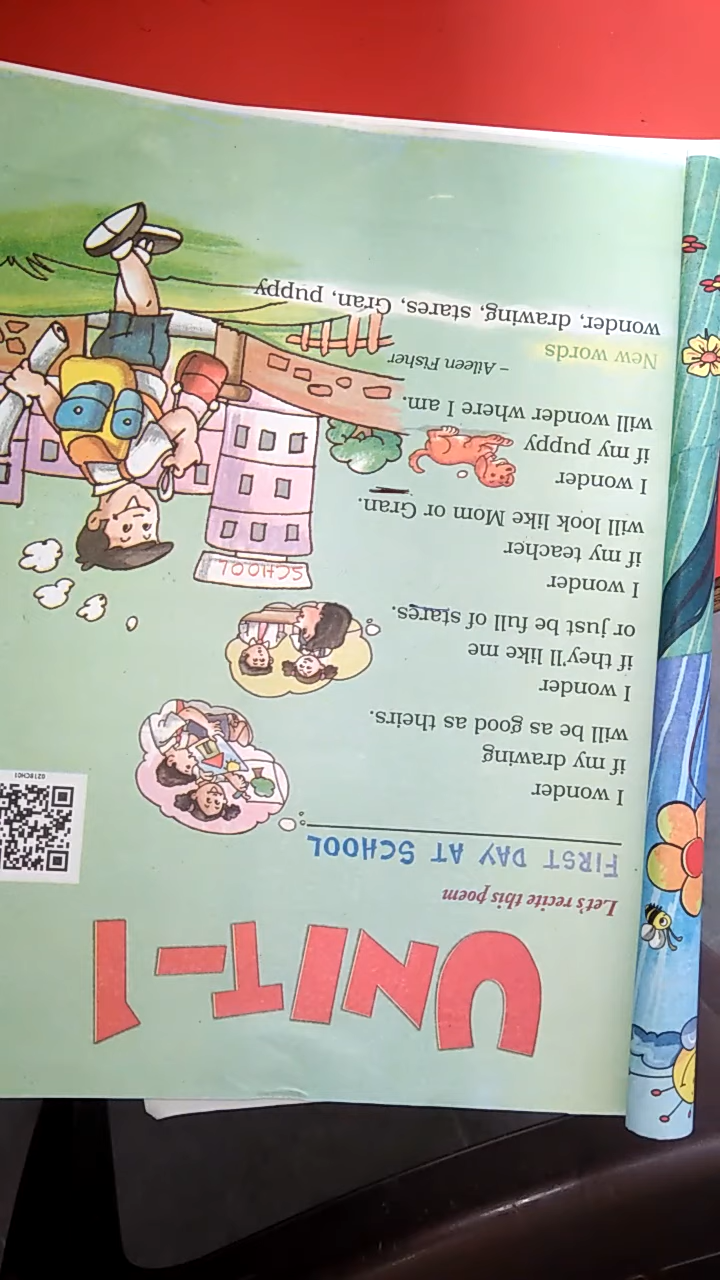 UNIT-1
Let's recite this poem
FIRST DAY AT SCHOOL
I wonder
if my drawing
will be as good as theirs.
I wonder
if they'll like me
or just be full of stares.
I wonder
if my teacher
will look like Mom or Gran.
I wonder
if my puppy
will wonder where I am.
– Aileen Fisher
New words
wonder, drawing, stares, Gran, puppy
SCHOOL
0218CH01